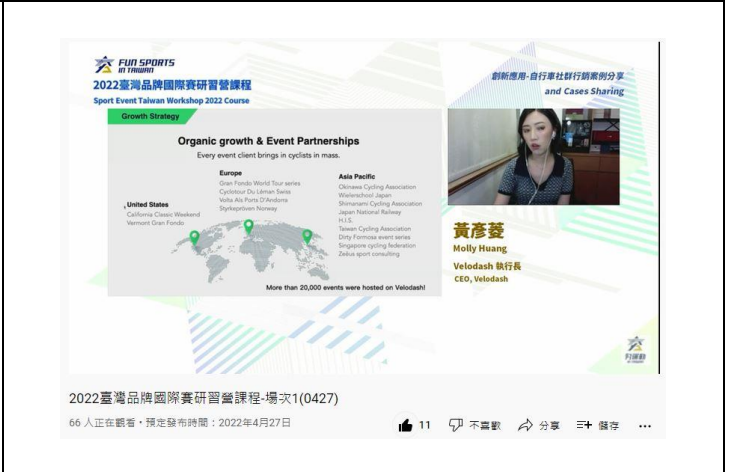 FUN SPORTS
IN TAIWAN
2022臺灣品牌國際賽研習營課程
Sport Event Taiwan Workshop 2022 Course
創新應用-自行車社群行銷案例分享
and Cases Sharing
Growth Strategy
Organic growth & Event Partnerships
Every event client brings in cyclists in mass.
United States
California Classic Weekend
Vermont Gran Fondo
Europe
Gran Fondo World Tour series
Cyclotour Du Léman Swiss
Volta Als Ports D'Andorra
Styrkeprøven Norway
Asia Pacific
Okinawa Cycling Association
Wielerschool Japan
Shimanami Cycling Association
Japan National Railway
H.I.S.
Taiwan Cycling Association
Dirty Formosa event series
Singapore cycling federation
Zeikus sport consulting
More than 20,000 events were hosted on Velodash!
黃彥菱
Molly Huang
Velodash 執行長
CEO, Velodash
夯運動
2022臺灣品牌國際賽研習營課程-場次1(0427)
66 人正在觀看・預定發布時間：2022年4月27日
11
不喜歡
分享
儲存